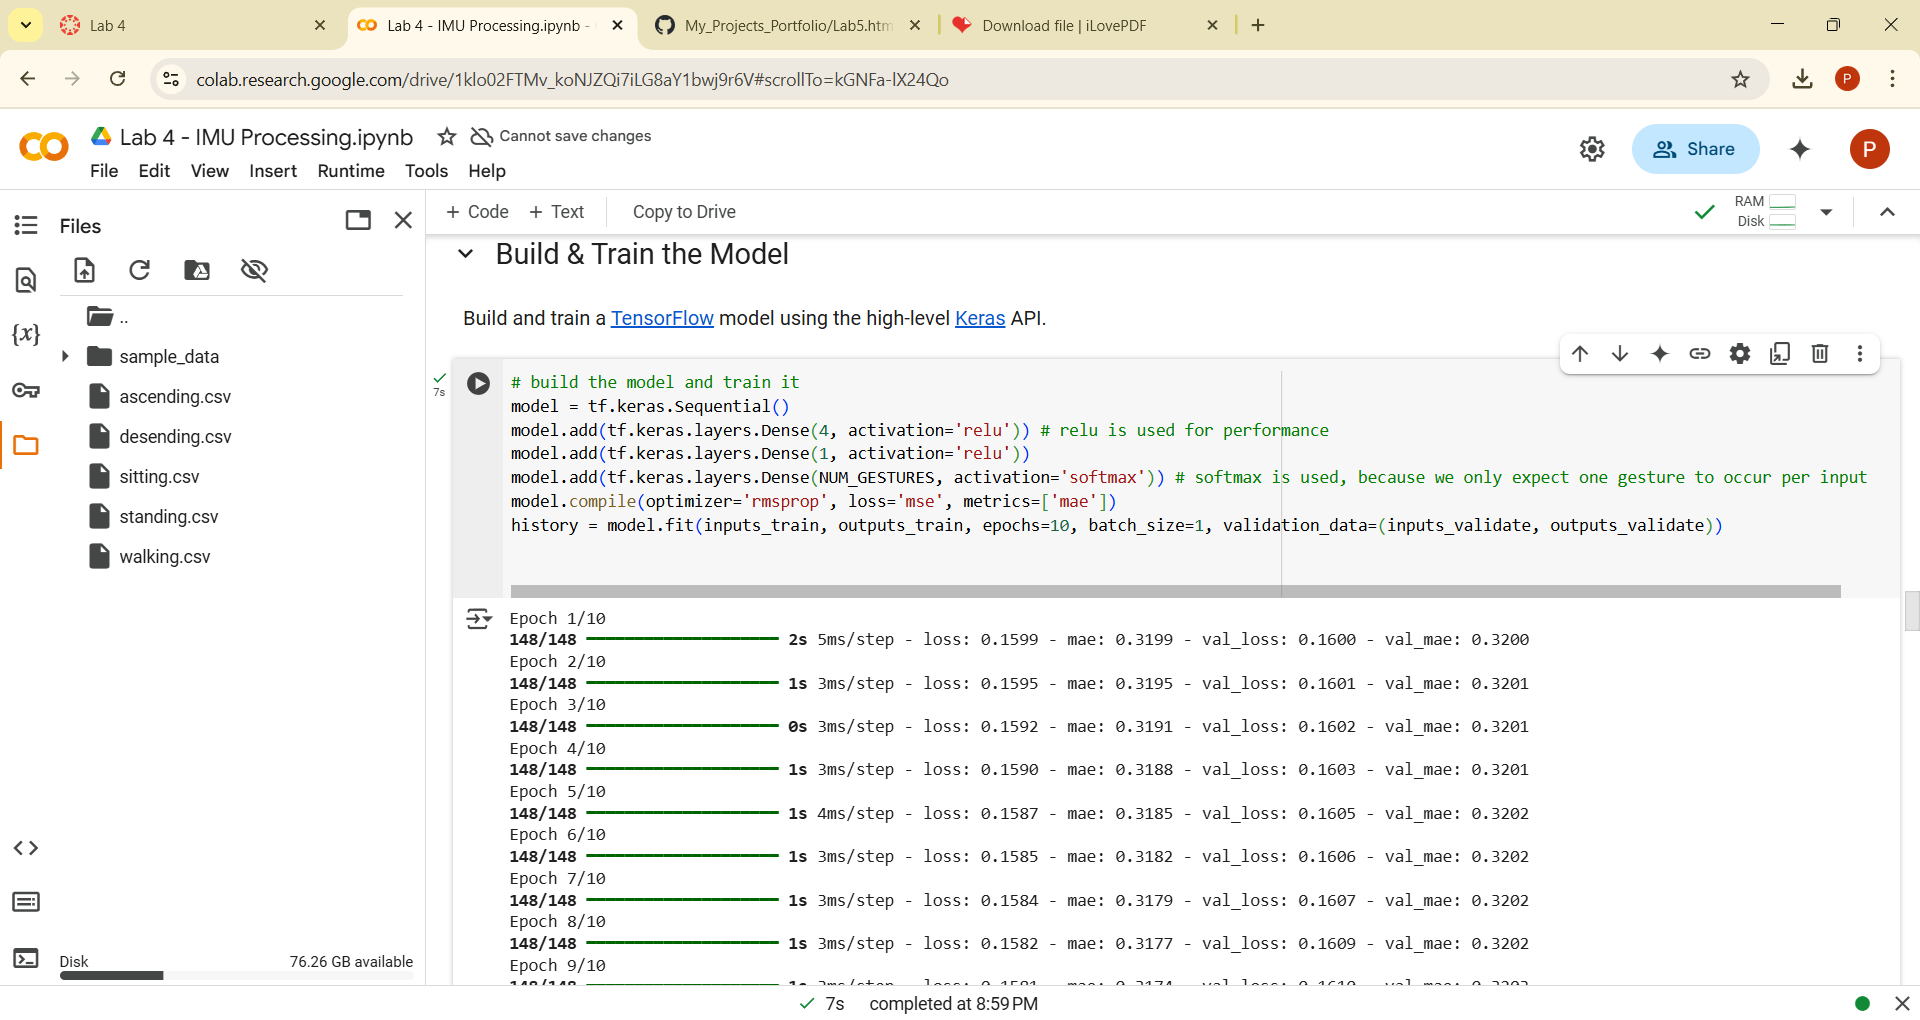 Lab 4
Lab 4 - IMU Processing.ipynb -
My_Projects_Portfolio/Lab5.htm
Download file | iLovePDF
colab.research.google.com/drive/1klo02FTMv_koNJZQi7iLG8aY1bwj9r6V#scrollTo=kGNFa-lX24Qo
P
Lab 4 - IMU Processing.ipynb
Cannot save changes
File Edit View Insert Runtime Tools Help
Share
P
Files
+ Code + Text
Copy to Drive
RAM
Disk
..
sample_data
ascending.csv
desending.csv
sitting.csv
standing.csv
walking.csv
Disk
76.26 GB available
Build & Train the Model
Build and train a TensorFlow model using the high-level Keras API.
7s
# build the model and train it
model = tf.keras.Sequential()
model.add(tf.keras.layers.Dense(4, activation='relu')) # relu is used for performance
model.add(tf.keras.layers.Dense(1, activation='relu'))
model.add(tf.keras.layers.Dense(NUM_GESTURES, activation='softmax')) # softmax is used, because we only expect one gesture to occur per input
model.compile(optimizer='rmsprop', loss='mse', metrics=['mae'])
history = model.fit(inputs_train, outputs_train, epochs=10, batch_size=1, validation_data=(inputs_validate, outputs_validate))
Epoch 1/10
148/148 2s 5ms/step - loss: 0.1599 - mae: 0.3199 - val_loss: 0.1600 - val_mae: 0.3200
Epoch 2/10
148/148 1s 3ms/step - loss: 0.1595 - mae: 0.3195 - val_loss: 0.1601 - val_mae: 0.3201
Epoch 3/10
148/148 0s 3ms/step - loss: 0.1592 - mae: 0.3191 - val_loss: 0.1602 - val_mae: 0.3201
Epoch 4/10
148/148 1s 3ms/step - loss: 0.1590 - mae: 0.3188 - val_loss: 0.1603 - val_mae: 0.3201
Epoch 5/10
148/148 1s 4ms/step - loss: 0.1587 - mae: 0.3185 - val_loss: 0.1605 - val_mae: 0.3202
Epoch 6/10
148/148 1s 3ms/step - loss: 0.1585 - mae: 0.3182 - val_loss: 0.1606 - val_mae: 0.3202
Epoch 7/10
148/148 1s 3ms/step - loss: 0.1584 - mae: 0.3179 - val_loss: 0.1607 - val_mae: 0.3202
Epoch 8/10
148/148 1s 3ms/step - loss: 0.1582 - mae: 0.3177 - val_loss: 0.1609 - val_mae: 0.3202
Epoch 9/10
7s completed at 8:59 PM